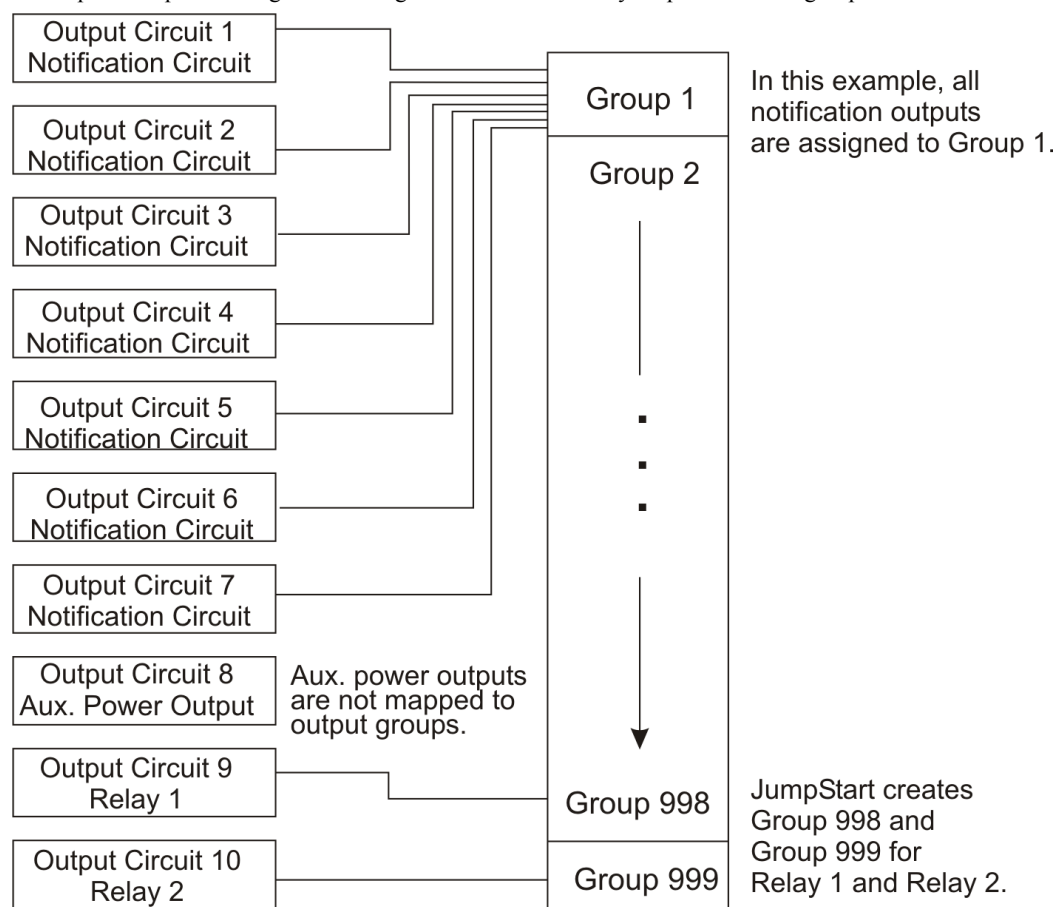 Output Circuit 1
Notification Circuit
Output Circuit 2
Notification Circuit
Output Circuit 3
Notification Circuit
Output Circuit 4
Notification Circuit
Output Circuit 5
Notification Circuit
Output Circuit 6
Notification Circuit
Output Circuit 7
Notification Circuit
Output Circuit 8
Aux. Power Output
Aux. power outputs
are not mapped to
output groups.
Output Circuit 9
Relay 1
Output Circuit 10
Relay 2
Group 1
Group 2
Group 998
Group 999
In this example, all
notification outputs
are assigned to Group 1.
JumpStart creates
Group 998 and
Group 999 for
Relay 1 and Relay 2.